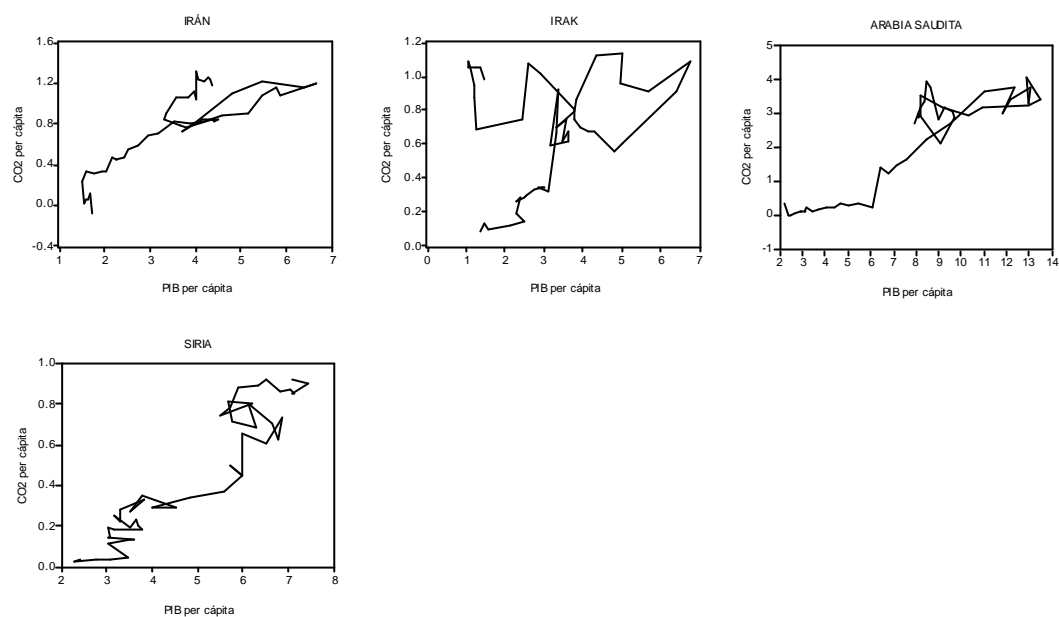 IRÁN
1.6
1.2
0.8
0.4
0.0
-0.4
1 2 3 4 5 6 7
CO2 per cápita
PIB per cápita
IRAK
1.2
1.0
0.8
0.6
0.4
0.2
0.0
0 1 2 3 4 5 6 7
CO2 per cápita
PIB per cápita
ARABIA SAUDITA
5
4
3
2
1
0
-1
2 3 4 5 6 7 8 9 10 11 12 13 14
CO2 per cápita
PIB per cápita
SIRIA
1.0
0.8
0.6
0.4
0.2
0.0
2 3 4 5 6 7 8
CO2 per cápita
PIB per cápita